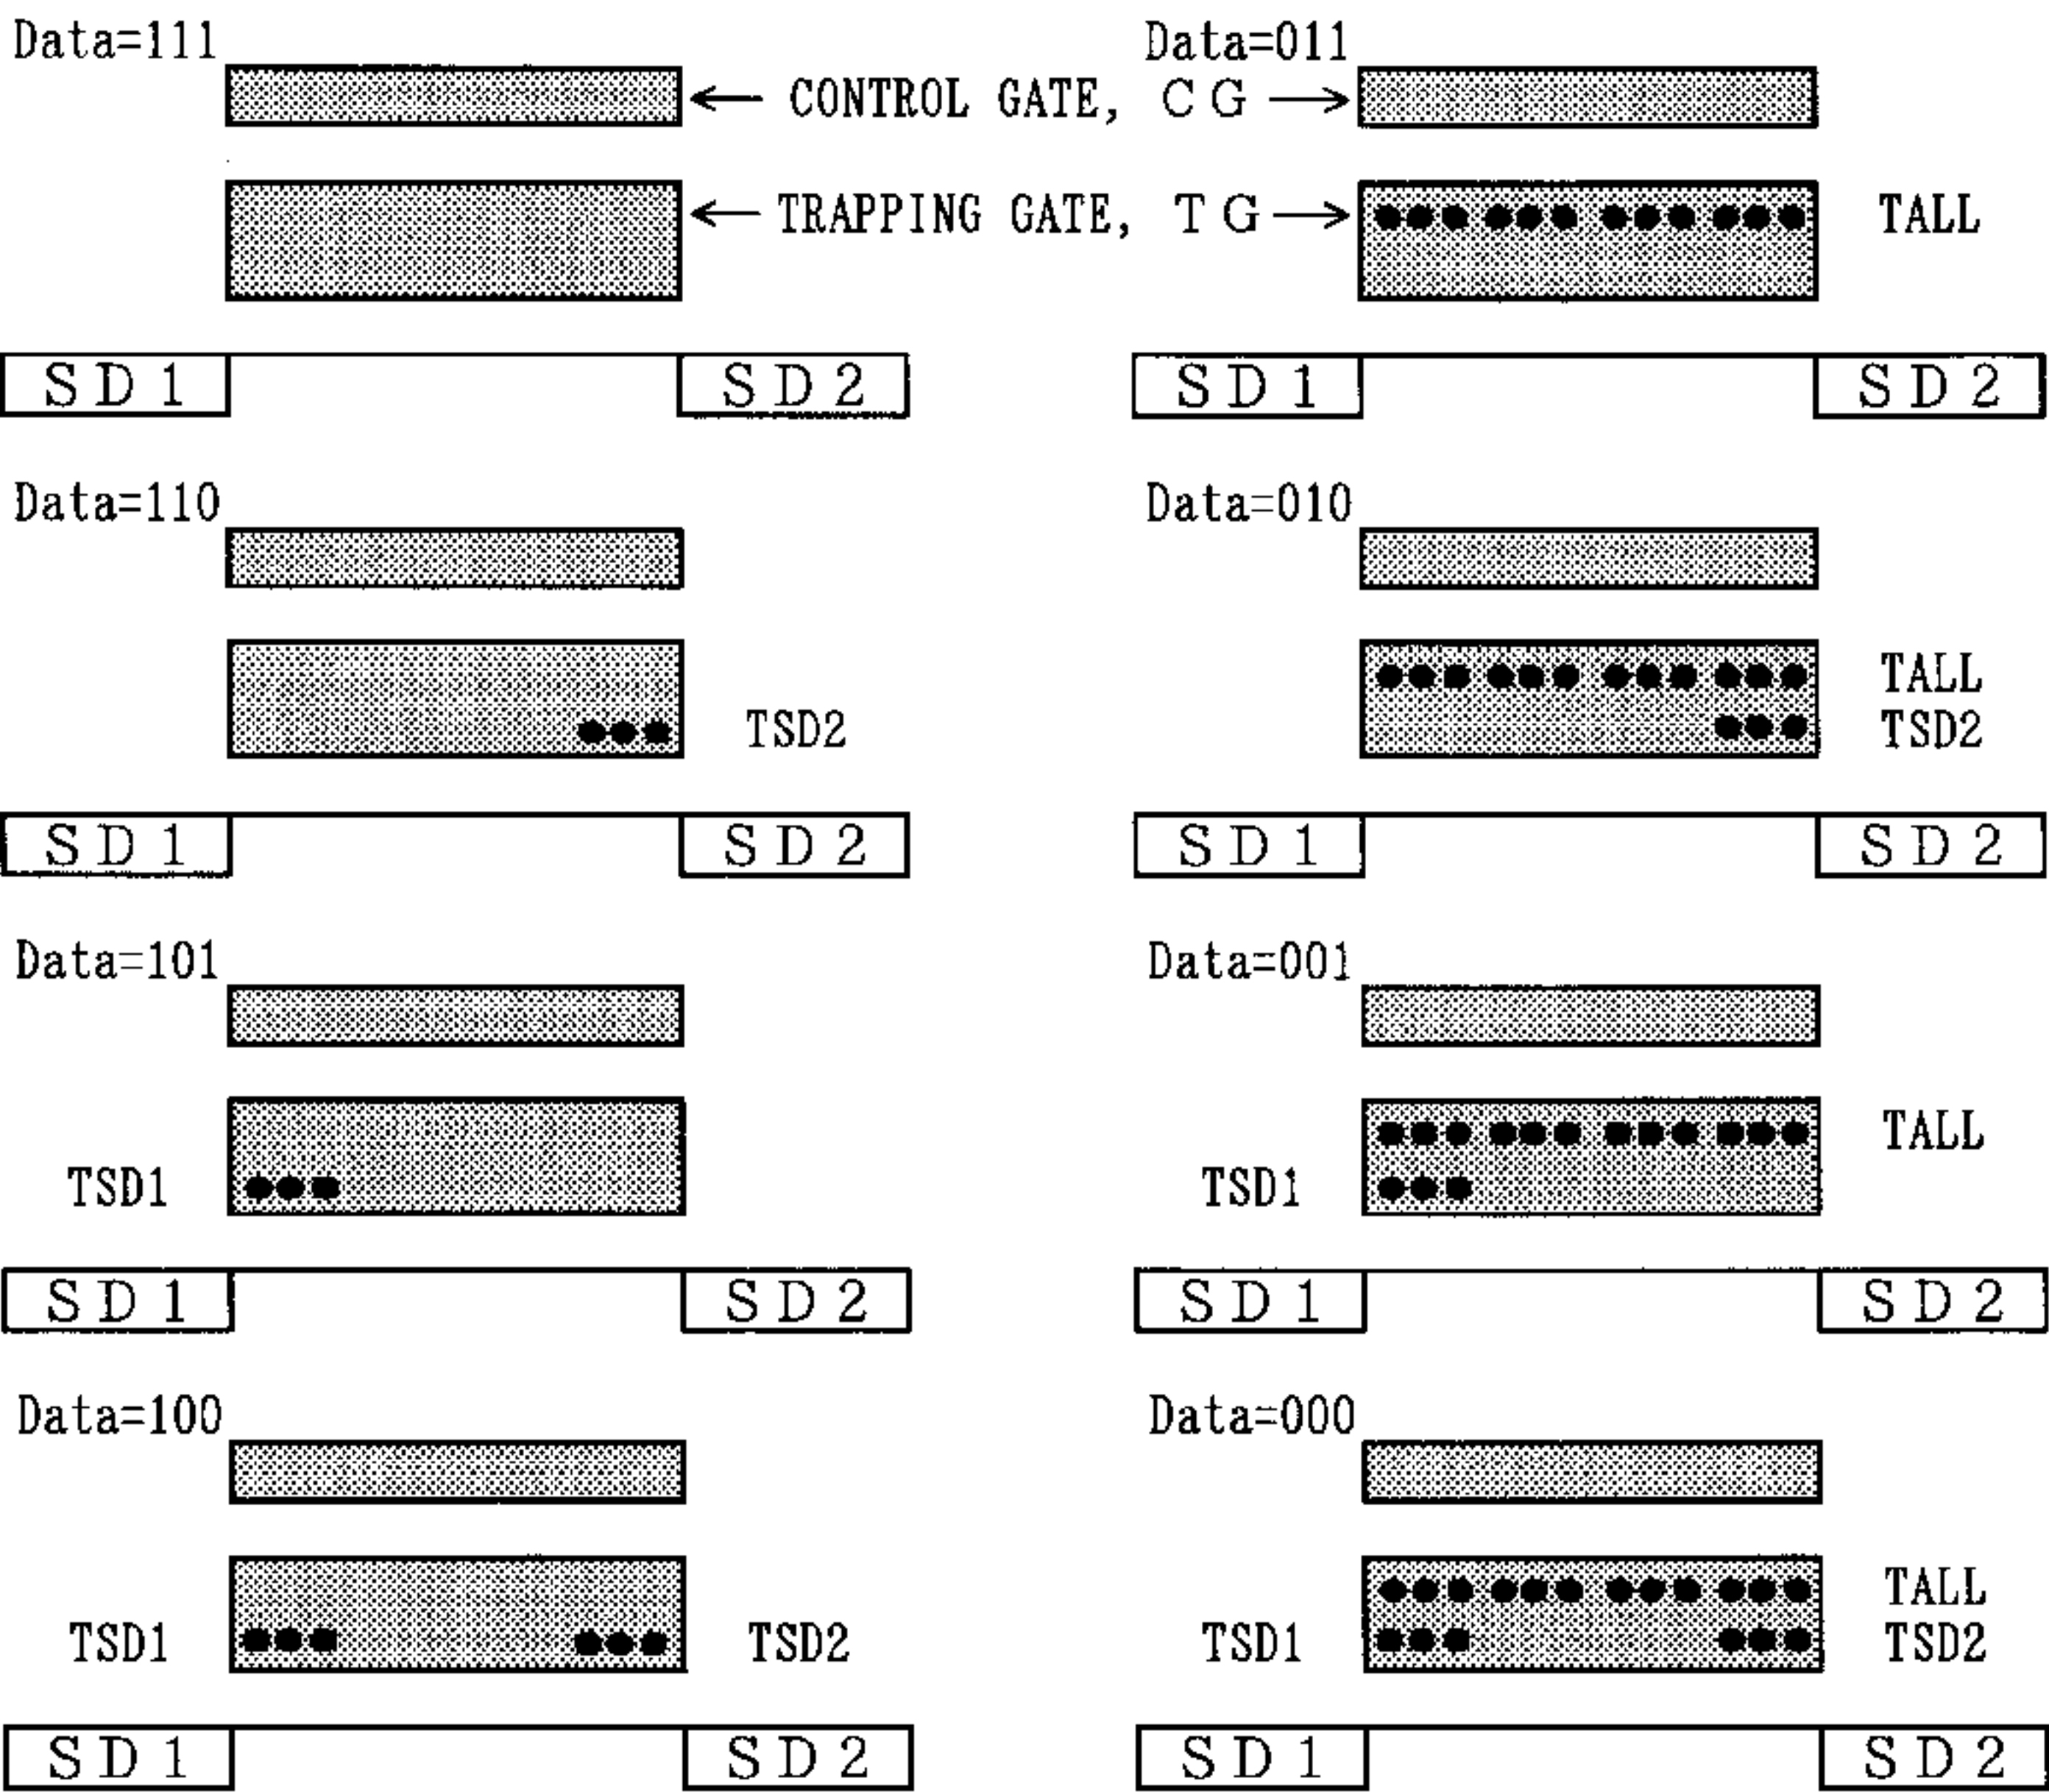 Data=111
Data=011
← CONTROL GATE, CG →
← TRAPPING GATE, TG →
TALL
SD1
SD2
SD1
SD2
Data=110
Data=010
TALL
TSD2
TSD2
SD1
SD2
SD1
SD2
Data=101
Data=001
TALL
TSD1
TSD1
SD1
SD2
SD1
SD2
Data=100
Data=000
TALL
TSD1
TSD2
TSD1
TSD2
SD1
SD2
SD1
SD2